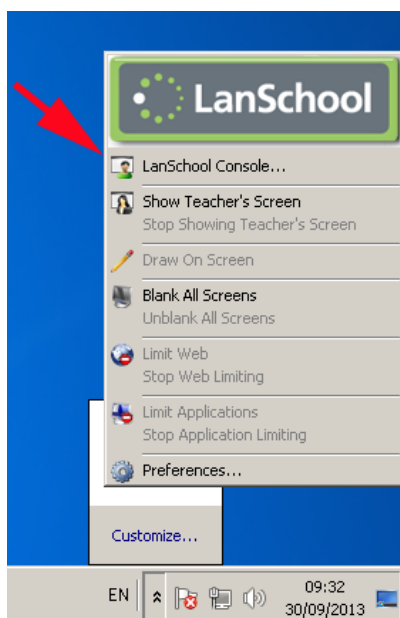 LanSchool
LanSchool Console...
Show Teacher's Screen
Stop Showing Teacher's Screen
Draw On Screen
Blank All Screens
Unblank All Screens
Limit Web
Stop Web Limiting
Limit Applications
Stop Application Limiting
Preferences...
Customize...
EN
09:32
30/09/2013